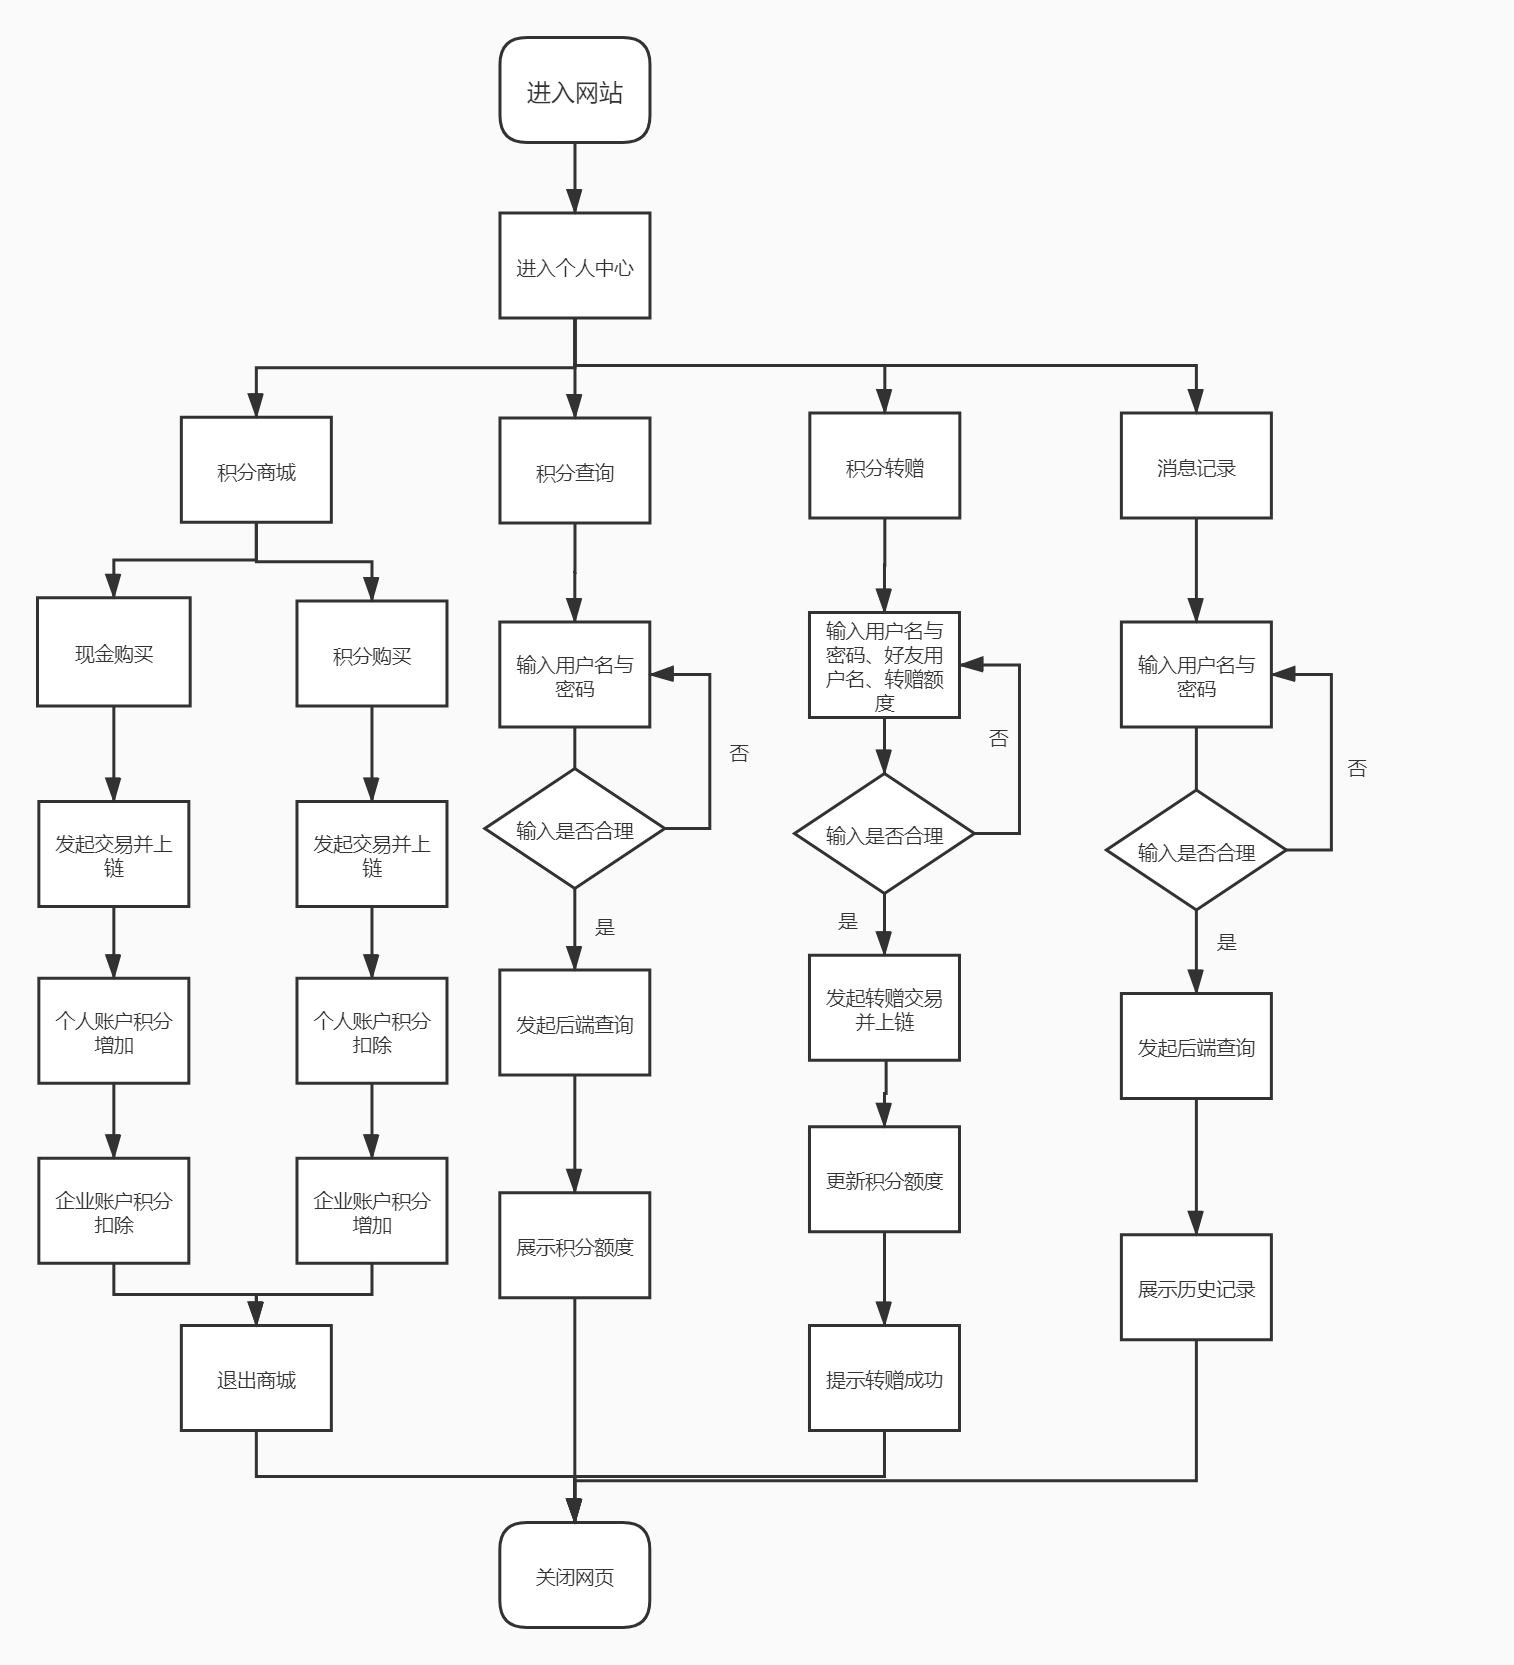 进入网站
进入个人中心
积分商城
积分查询
积分转赠
消息记录
现金购买
积分购买
输入用户名与
密码
输入用户名与
密码、好友用
户名、转赠额
度
输入用户名与
密码
否
否
否
发起交易并上
链
发起交易并上
链
输入是否合理
输入是否合理
输入是否合理
是
是
是
个人账户积分
增加
个人账户积分
扣除
发起后端查询
发起转赠交易
并上链
发起后端查询
企业账户积分
扣除
企业账户积分
增加
展示积分额度
更新积分额度
展示历史记录
退出商城
提示转赠成功
关闭网页